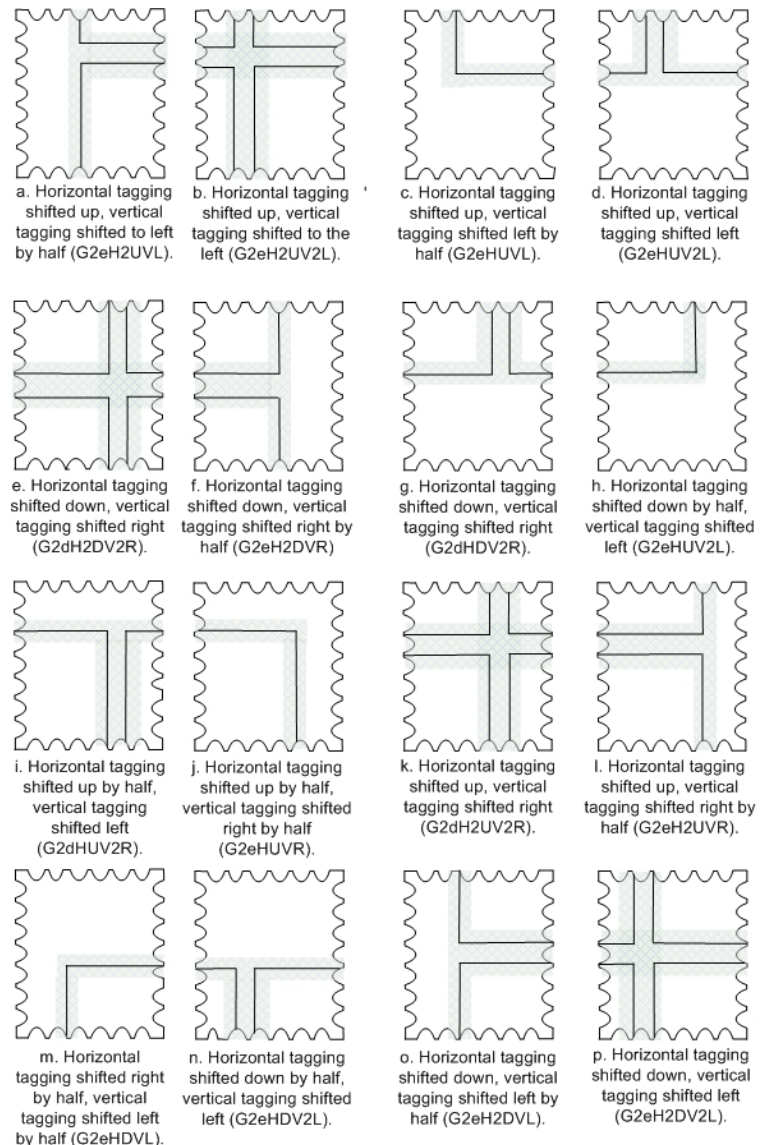 a. Horizontal tagging
shifted up, vertical
tagging shifted to left
by half (G2eH2UVL).
b. Horizontal tagging
shifted up, vertical
tagging shifted to the
left (G2eH2UV2L).
c. Horizontal tagging
shifted up, vertical
tagging shifted left by
half (G2eHUVL).
d. Horizontal tagging
shifted up, vertical
tagging shifted left
(G2eHUV2L).
e. Horizontal tagging
shifted down, vertical
tagging shifted right
(G2dH2DV2R).
f. Horizontal tagging
shifted down, vertical
tagging shifted right by
half (G2eH2DVR)
g. Horizontal tagging
shifted down, vertical
tagging shifted right
(G2dHDV2R).
h. Horizontal tagging
shifted down by half,
vertical tagging shifted
left (G2eHUV2L).
i. Horizontal tagging
shifted up by half,
vertical tagging
shifted left
(G2dHUV2R).
j. Horizontal tagging
shifted up by half,
vertical tagging shifted
right by half
(G2eHUVR).
k. Horizontal tagging
shifted up, vertical
tagging shifted right
(G2dH2UV2R).
l. Horizontal tagging
shifted up, vertical
tagging shifted right by
half (G2eH2UVR).
m. Horizontal
tagging shifted right
by half, vertical
tagging shifted left
by half (G2eHDVL).
n. Horizontal tagging
shifted down by half,
vertical tagging shifted
left (G2eHDV2L).
o. Horizontal tagging
shifted down, vertical
tagging shifted left by
half (G2eH2DVL).
p. Horizontal tagging
shifted down, vertical
tagging shifted left
(G2eH2DV2L).